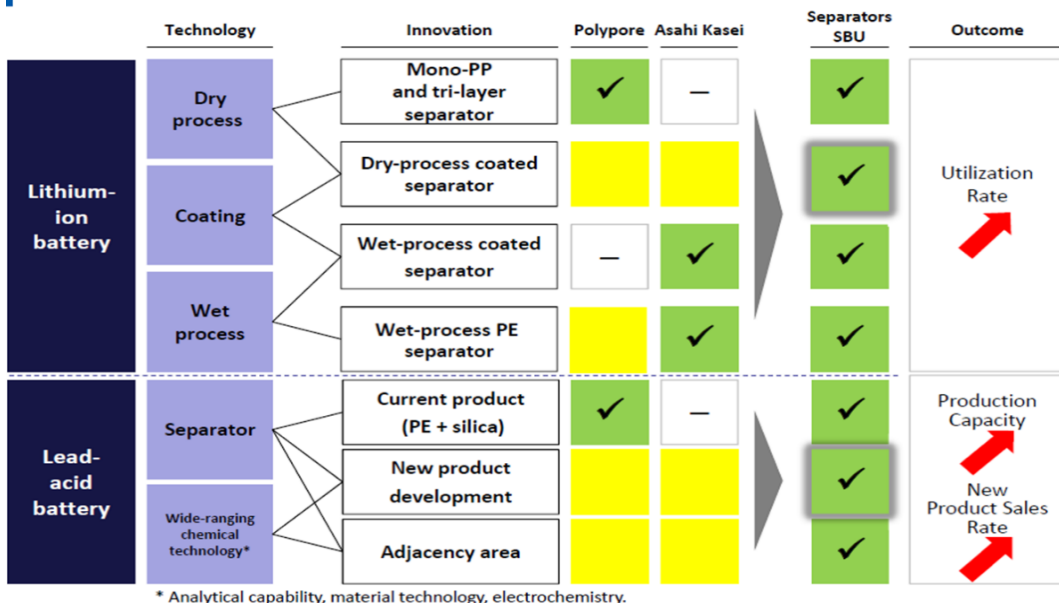 Technology
Innovation
Polypore
Asahi Kasei
Separators
SBU
Outcome
Lithium-
ion
battery
Dry
process
Coating
Wet
process
Mono-PP
and tri-layer
separator
✓
—
✓
Dry-process coated
separator
✓
Wet-process coated
separator
—
✓
✓
Wet-process PE
separator
✓
✓
Utilization
Rate
Lead-
acid
battery
Separator
Wide-ranging
chemical
technology*
Current product
(PE + silica)
✓
—
✓
New product
development
✓
Adjacency area
✓
Production
Capacity
New
Product Sales
Rate
* Analytical capability, material technology, electrochemistry.